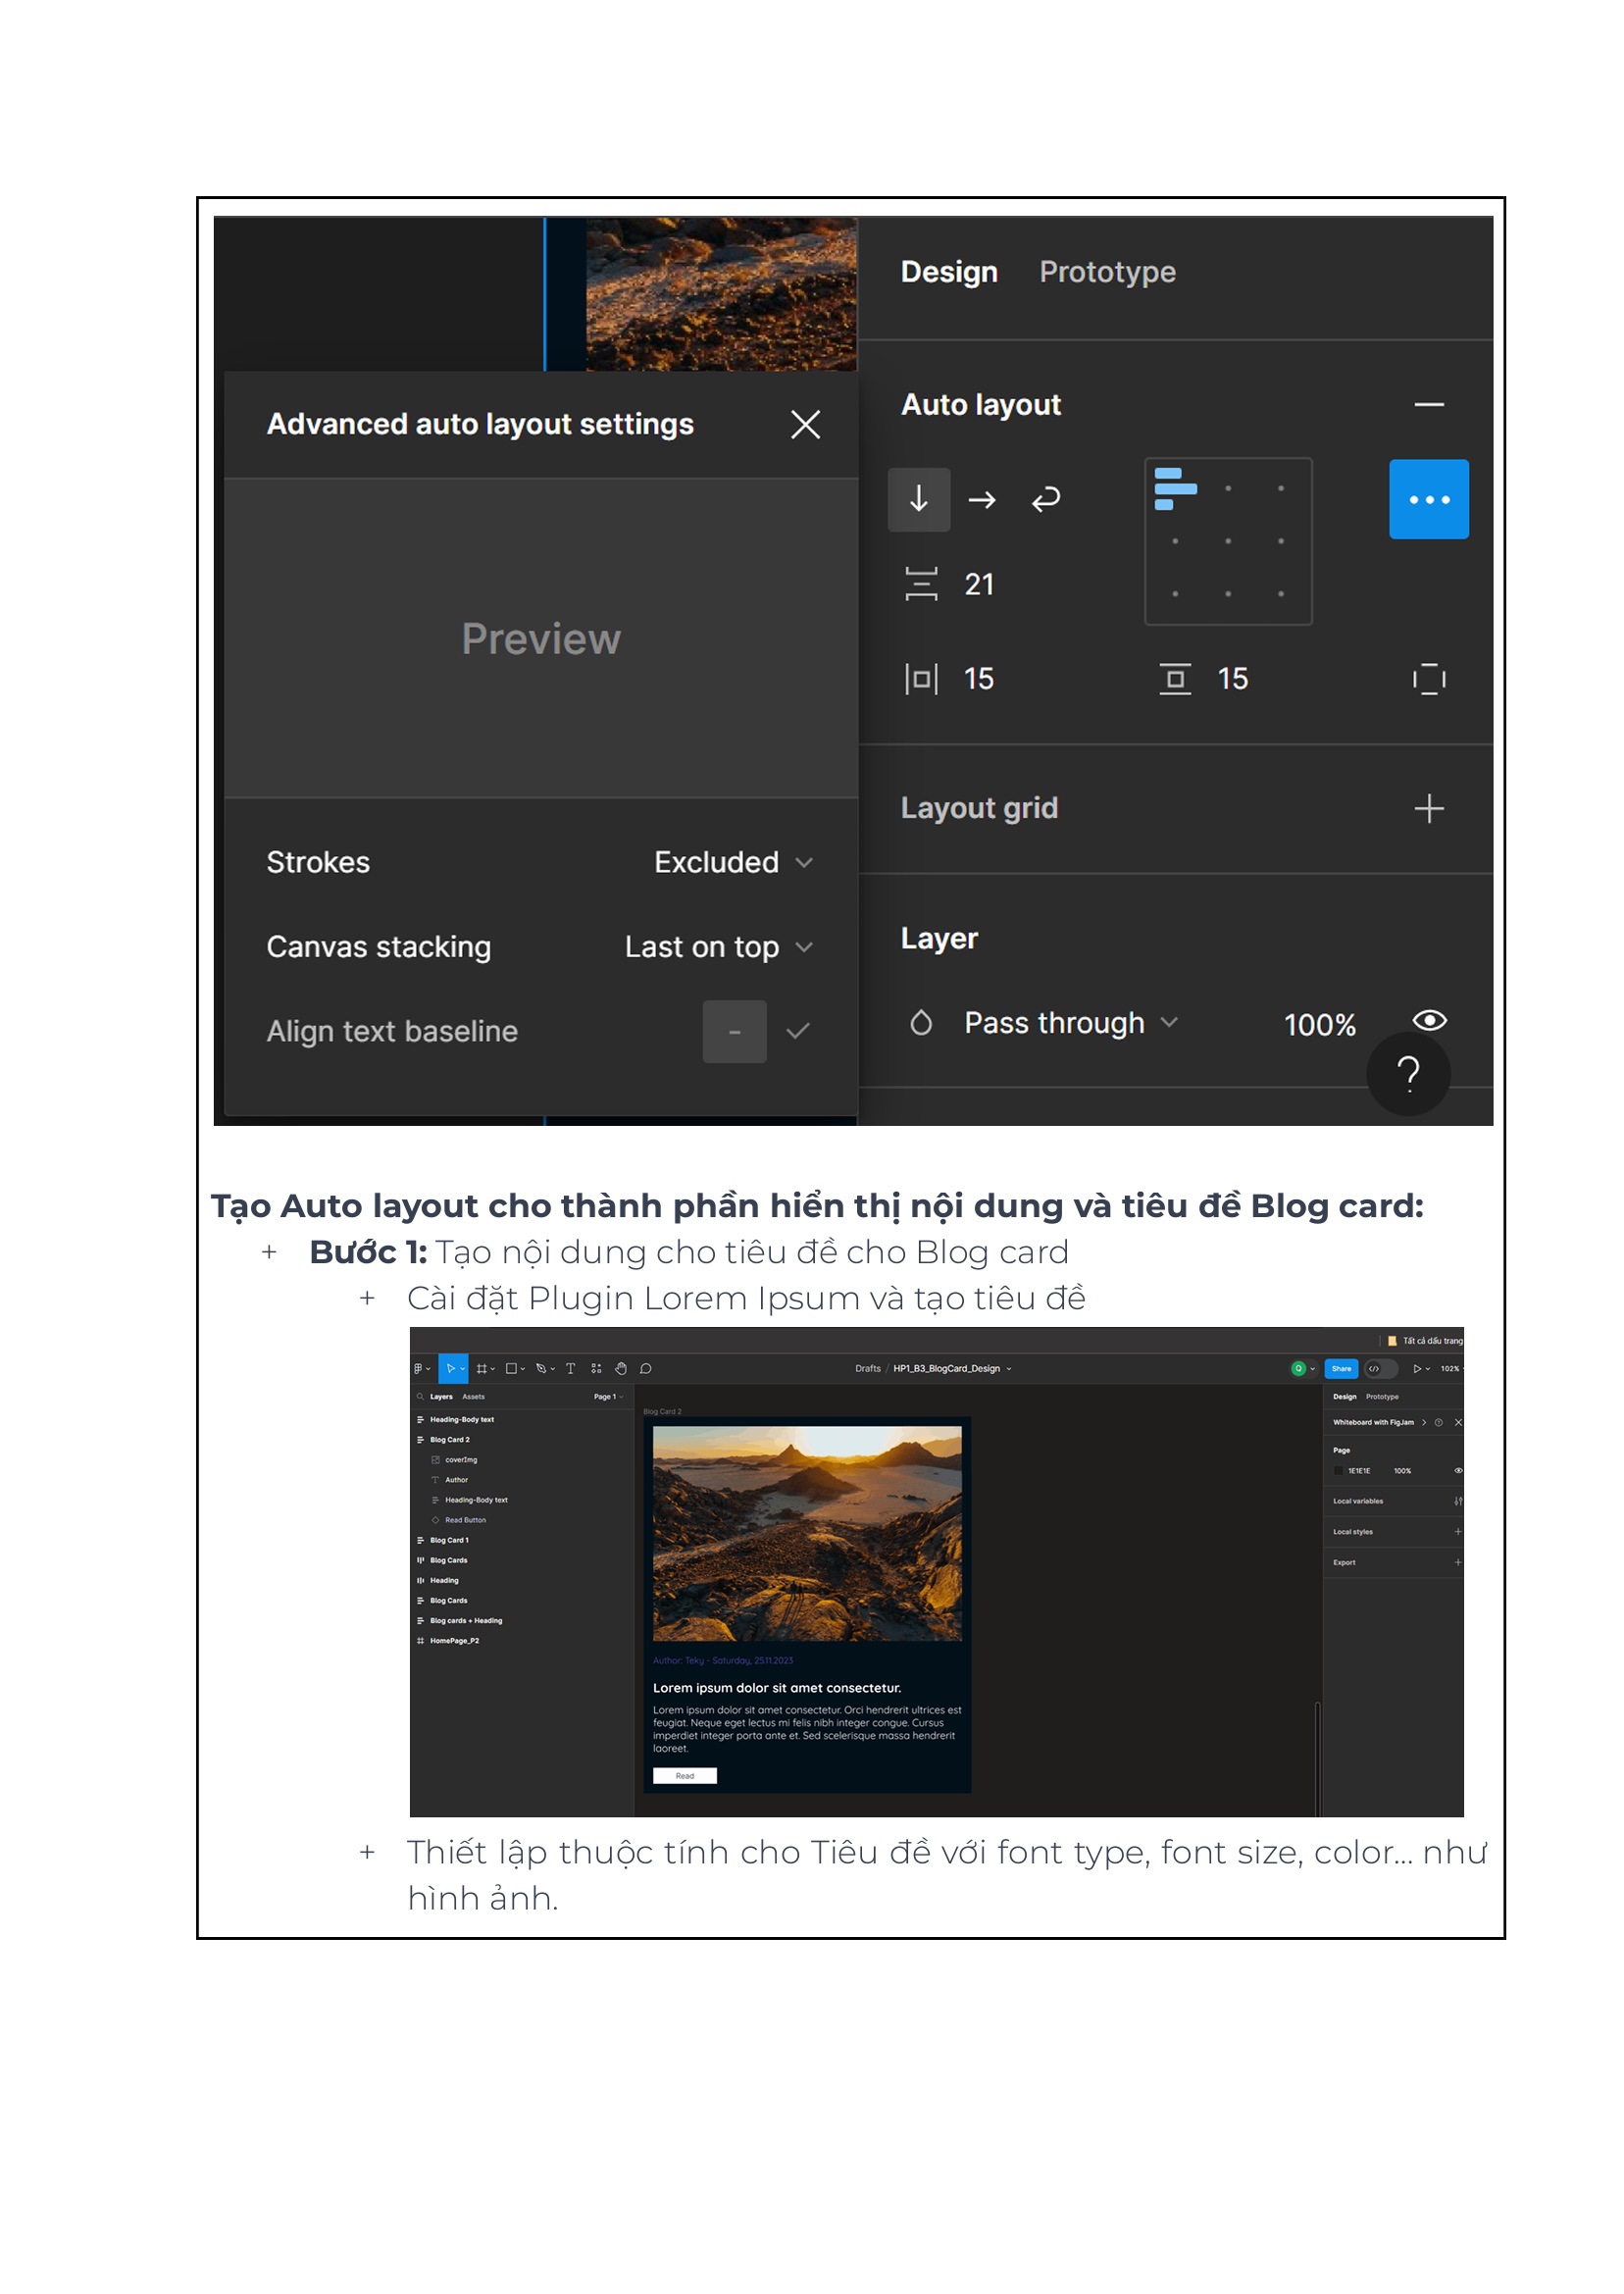 Design Prototype
Advanced auto layout settings
Auto layout
21
Preview
15 15
Layout grid
Strokes Excluded
Canvas stacking Last on top
Layer
Align text baseline -
Pass through 100%
?
Tạo Auto layout cho thành phần hiển thị nội dung và tiêu đề Blog card:
+ Bước 1: Tạo nội dung cho tiêu đề cho Blog card
+ Cài đặt Plugin Lorem Ipsum và tạo tiêu đề
Tất cả dấu trang
Drafts / HP1_B3_BlogCard_Design
Q Share 102%
Layers Assets Page 1
Heading-Body text
Blog Card 2
coverImg
Author
Heading-Body text
Read Button
Blog Card 1
Blog Cards
Heading
Blog Cards
Blog cards + Heading
HomePage_P2
Blog Card 2
Author: Teky - Saturday, 25.11.2023
Lorem ipsum dolor sit amet consectetur.
Lorem ipsum dolor sit amet consectetur. Orci hendrerit ultrices est
feugiat. Neque eget lectus mi felis nibh integer congue. Cursus
imperdiet integer porta ante et. Sed scelerisque massa hendrerit
laoreet.
Read
Design Prototype
Whiteboard with FigJam
Page
1E1E1E 100%
Local variables
Local styles
Export
+ Thiết lập thuộc tính cho Tiêu đề với font type, font size, color... như
hình ảnh.